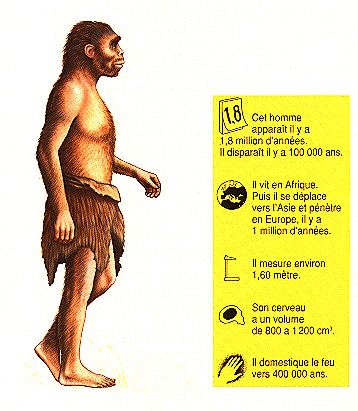 1.8
Cet homme
apparaît il y a
1,8 million d'années.
Il disparaît il y a 100 000 ans.
Il vit en Afrique.
Puis il se déplace
vers l'Asie et pénètre
en Europe, il y a
1 million d'années.
Il mesure environ
1,60 mètre.
Son cerveau
a un volume
de 800 a 1 200 cm³.
Il domestique le feu
vers 400 000 ans.